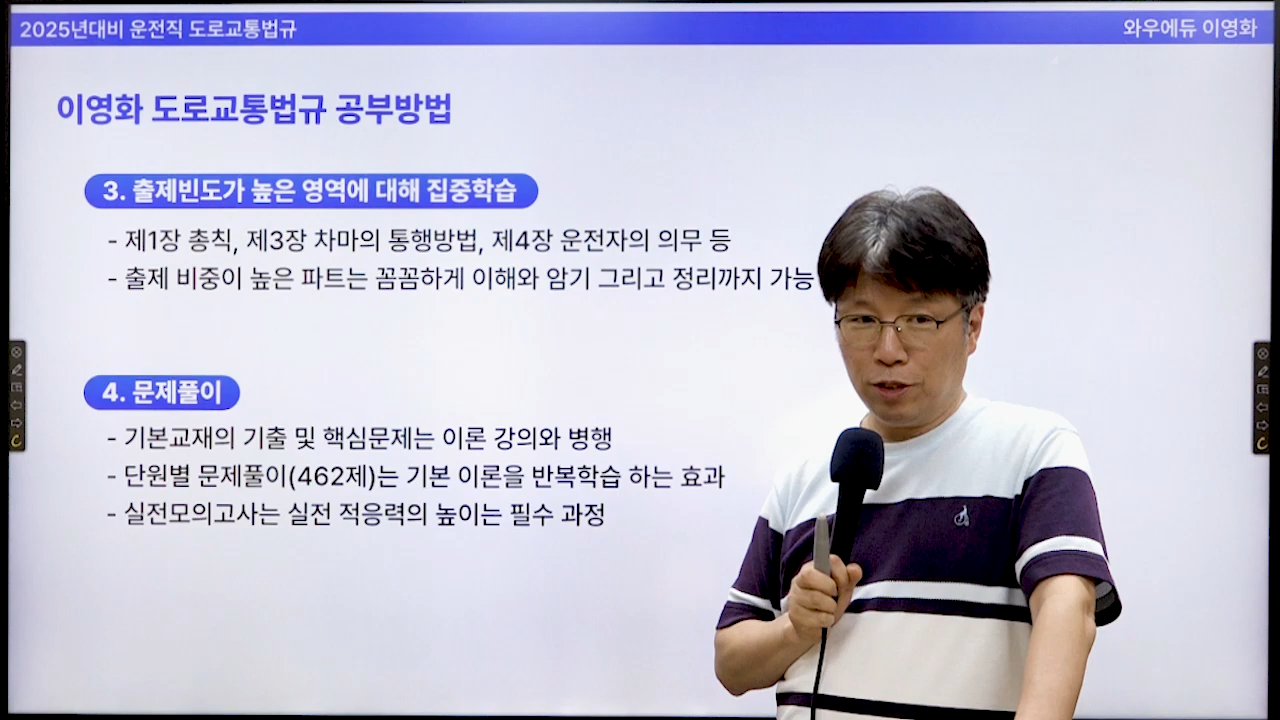 2025년대비 운전직 도로교통법규
와우에듀 이영화
이영화 도로교통법규 공부방법
3. 출제빈도가 높은 영역에 대해 집중학습
- 제1장 총칙, 제3장 차마의 통행방법, 제4장 운전자의 의무 등
- 출제 비중이 높은 파트는 꼼꼼하게 이해와 암기 그리고 정리까지 가능
4. 문제풀이
- 기본교재의 기출 및 핵심문제는 이론 강의와 병행
- 단원별 문제풀이(462제)는 기본 이론을 반복학습 하는 효과
- 실전모의고사는 실전 적응력의 높이는 필수 과정